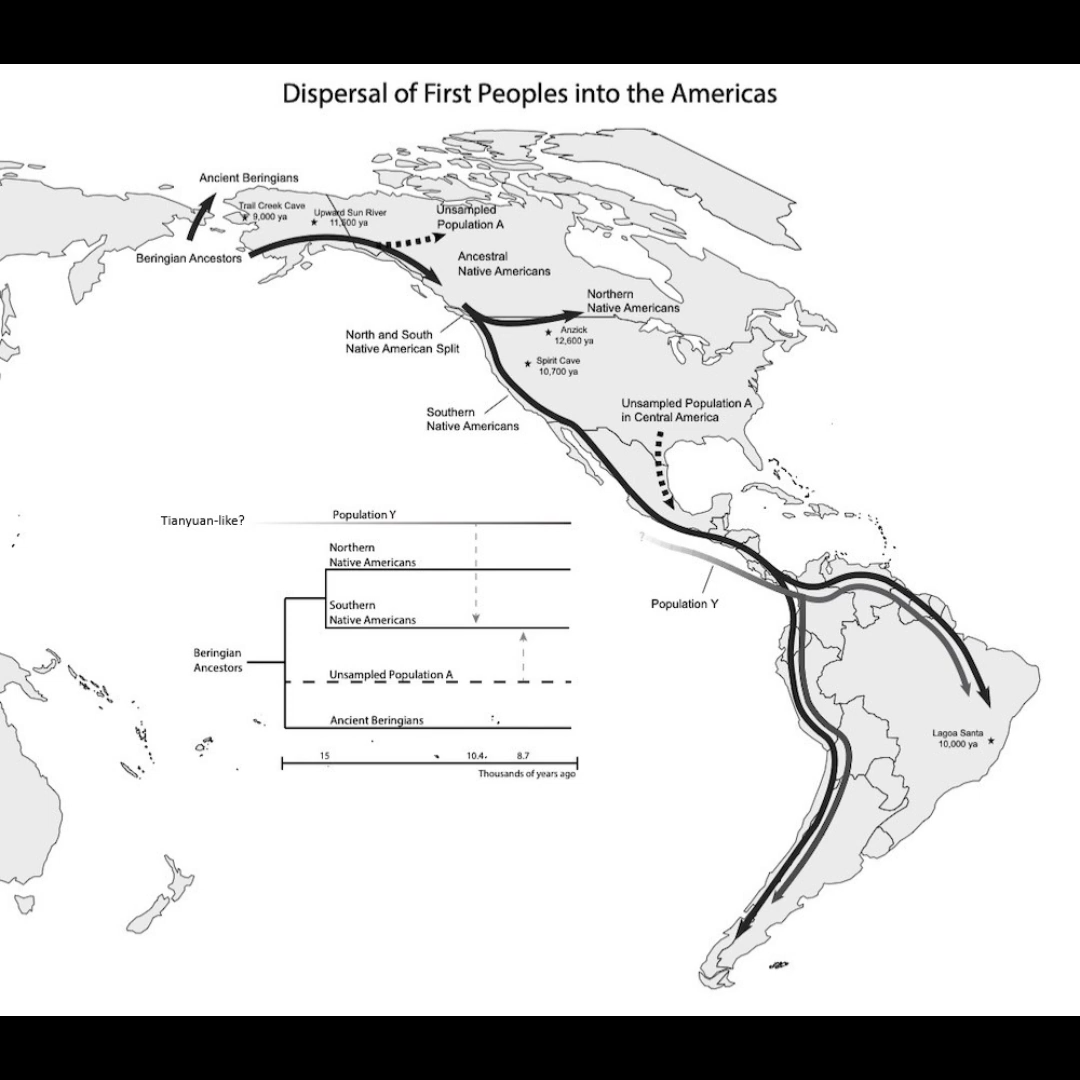 Dispersal of First Peoples into the Americas
Ancient Beringians
Trail Creek Cave
9,000 ya
Upward Sun River
11,500 ya
Unsampled
Population A
Beringian Ancestors
Ancestral
Native Americans
Northern
Native Americans
North and South
Native American Split
Anzick
12,600 ya
Spirit Cave
10,700 ya
Southern
Native Americans
Unsampled Population A
in Central America
Tianyuan-like?
Population Y
?
Northern
Native Americans
Southern
Native Americans
Population Y
Beringian
Ancestors
Unsampled Population A
Ancient Beringians
Lagoa Santa
10,000 ya
15
10.4
8.7
Thousands of years ago